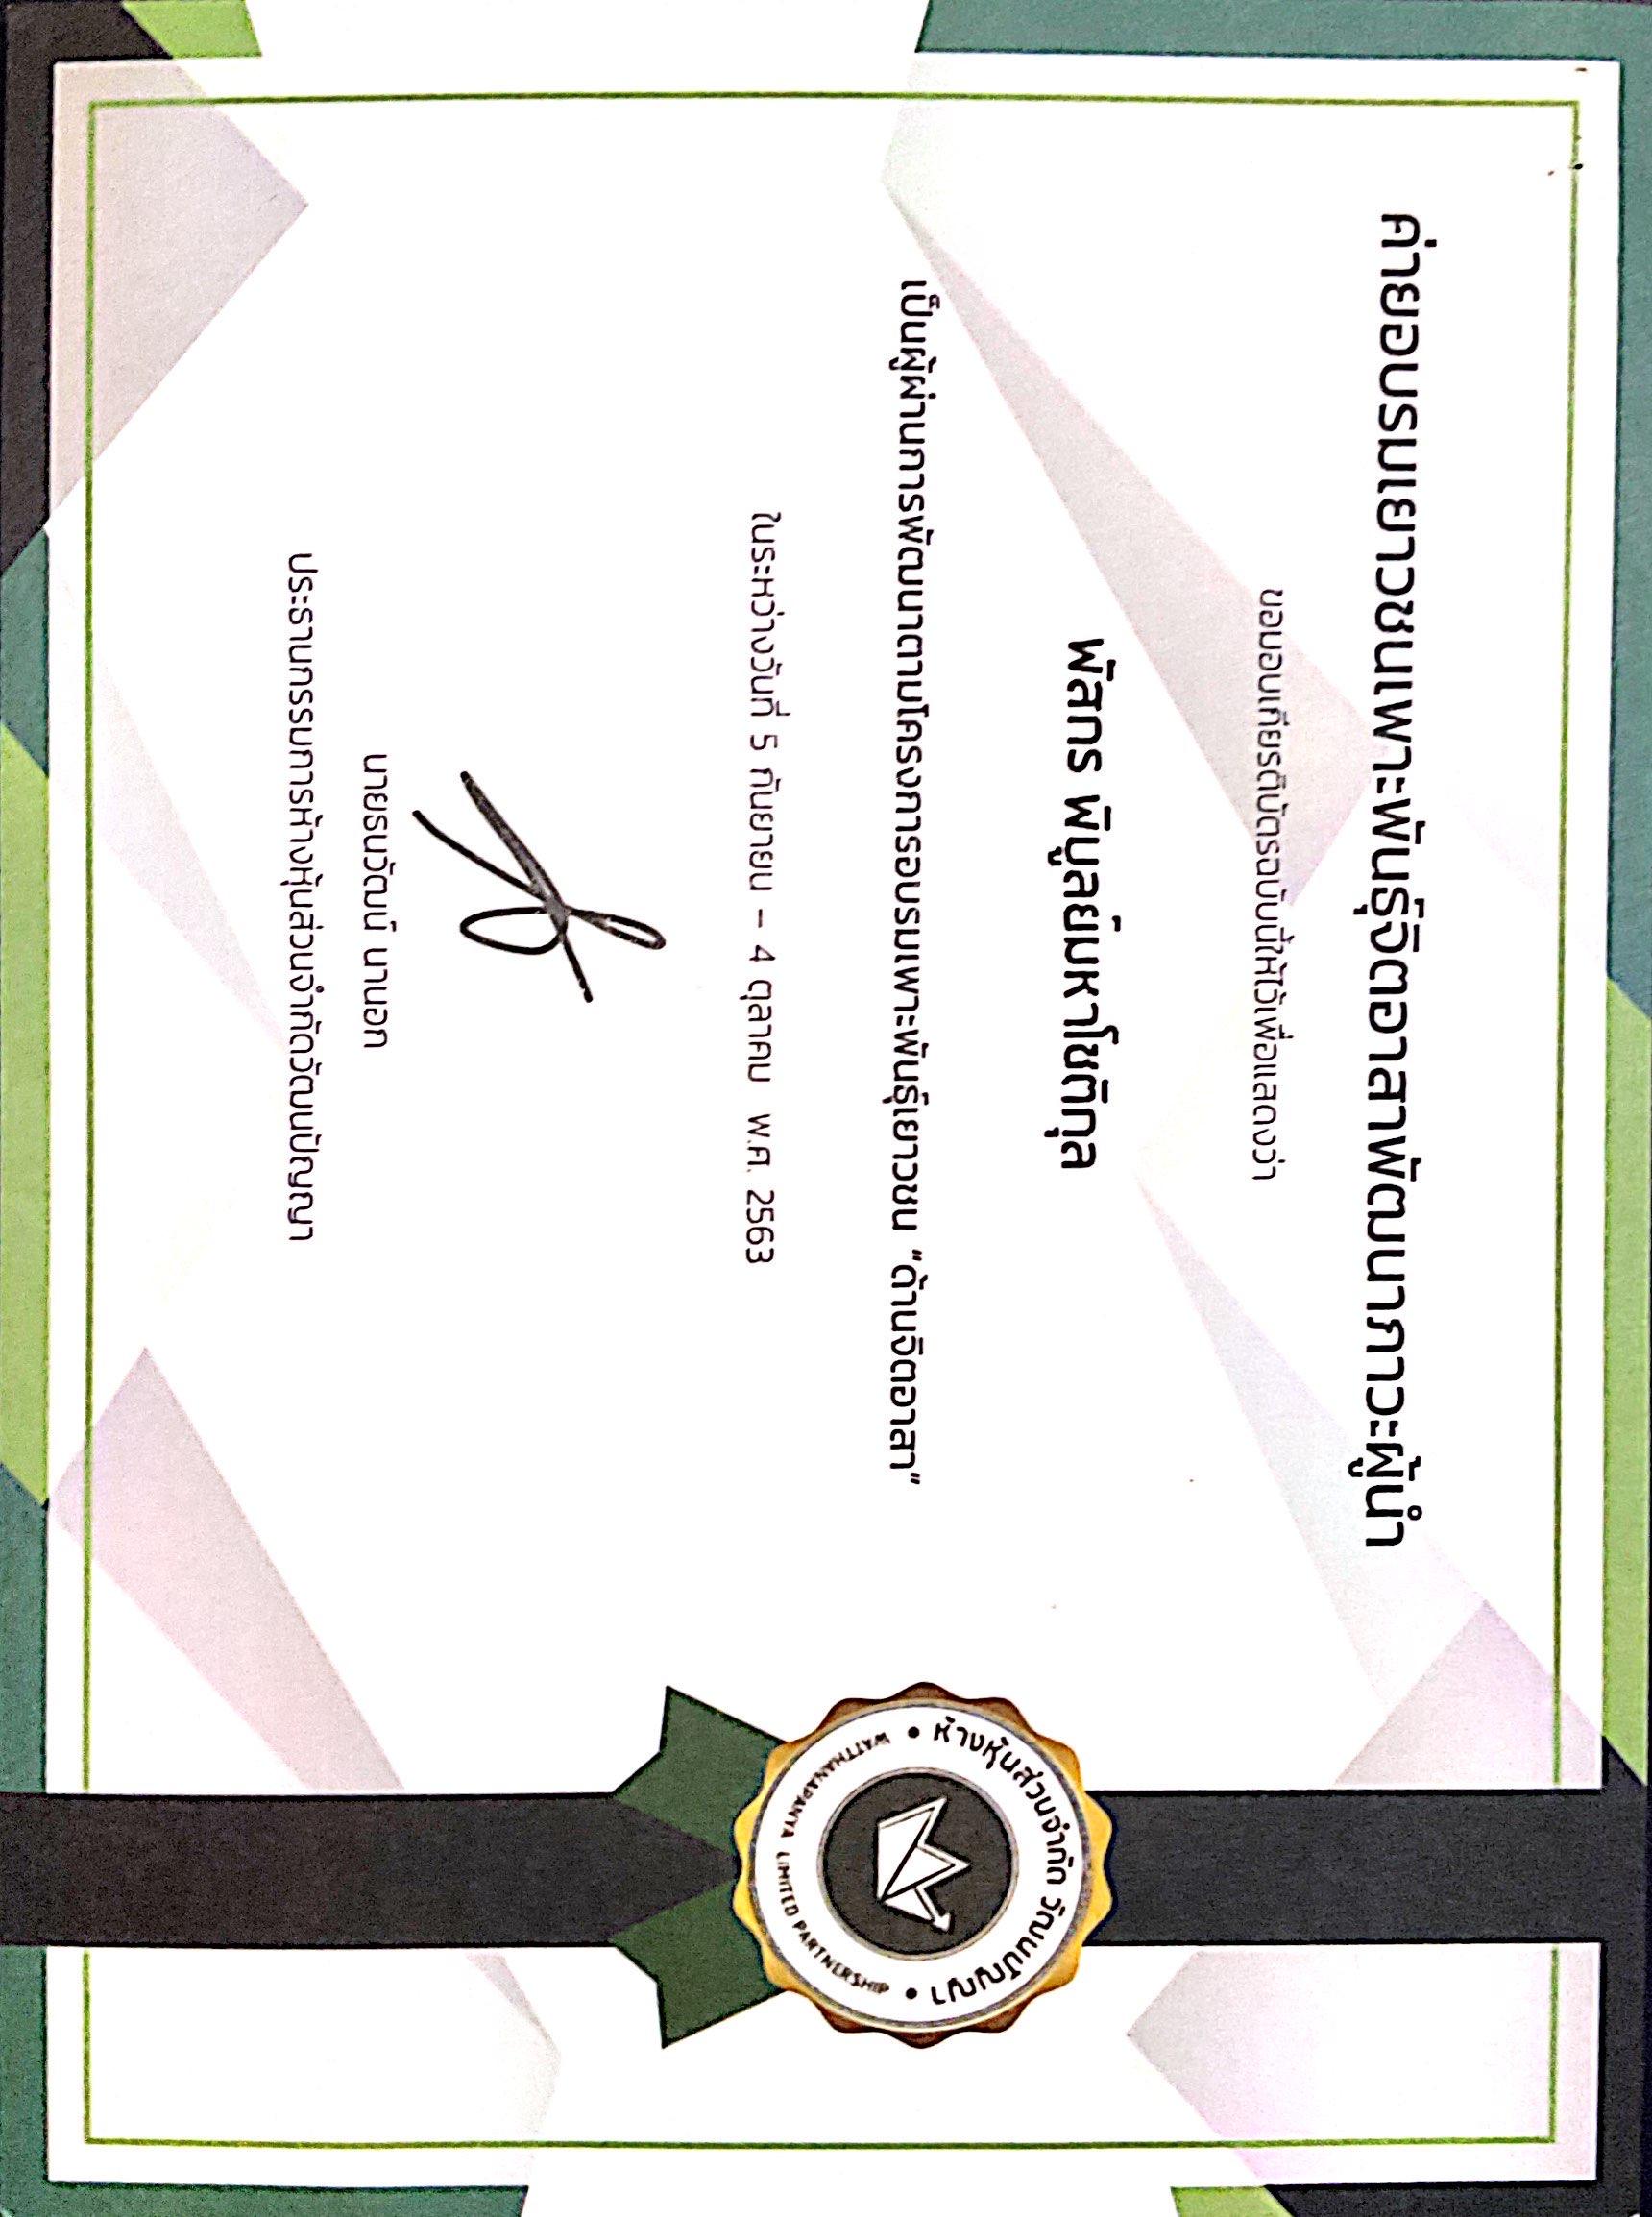 ค่ายอบรมเยาวชนเพาะพันธุ์จิตอาสาพัฒนาภาวะผู้นำ
ขอมอบเกียรติบัตรฉบับนี้ให้ไว้เพื่อแสดงว่า
พัสกร พิบูลย์มหาโชติกุล
เป็นผู้ผ่านการพัฒนาตามโครงการอบรมเพาะพันธุ์เยาวชน “ด้านจิตอาสา”
ในระหว่างวันที่ 5 กันยายน – 4 ตุลาคม พ.ศ. 2563
นายธนวัฒน์ นานอก
ประธานกรรมการห้างหุ้นส่วนจำกัดวัฒนปัญญา
• ห้างหุ้นส่วนจำกัด วัฒนปัญญา •
WATTHANAPANYA LIMITED PARTNERSHIP